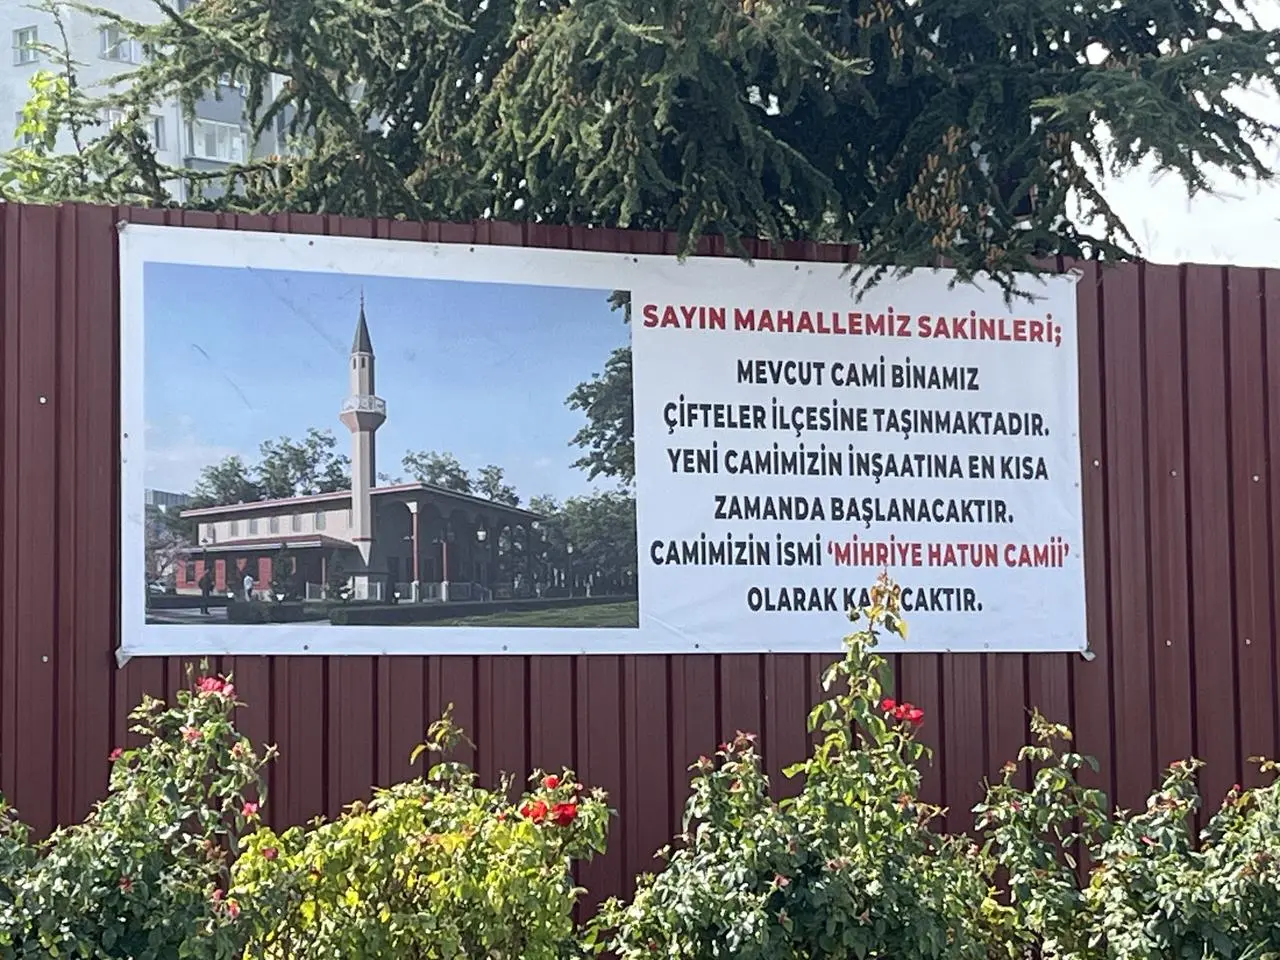 SAYIN MAHALLEMİZ SAKİNLERİ;
MEVCUT CAMİ BİNAMIZ
ÇİFTELER İLÇESİNE TAŞINMAKTADIR.
YENİ CAMİMİZİN İNŞAATINA EN KISA
ZAMANDA BAŞLANACAKTIR.
CAMİMİZİN İSMİ ‘MİHRİYE HATUN CAMİİ’
OLARAK